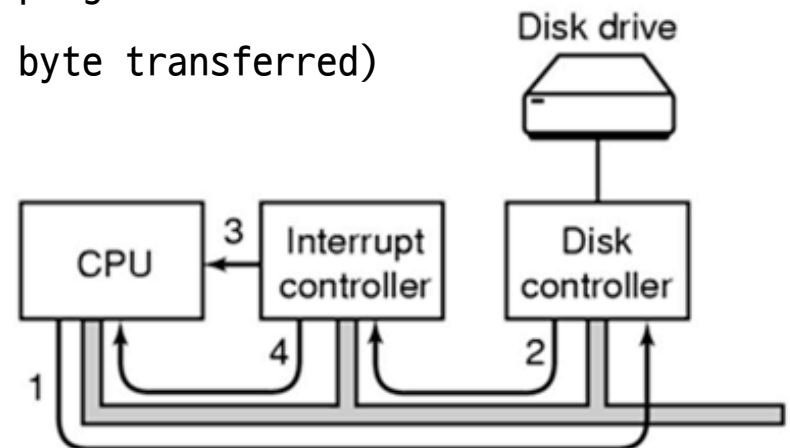 byte transferred)
Disk drive
CPU
3
Interrupt
controller
Disk
controller
1
4
2